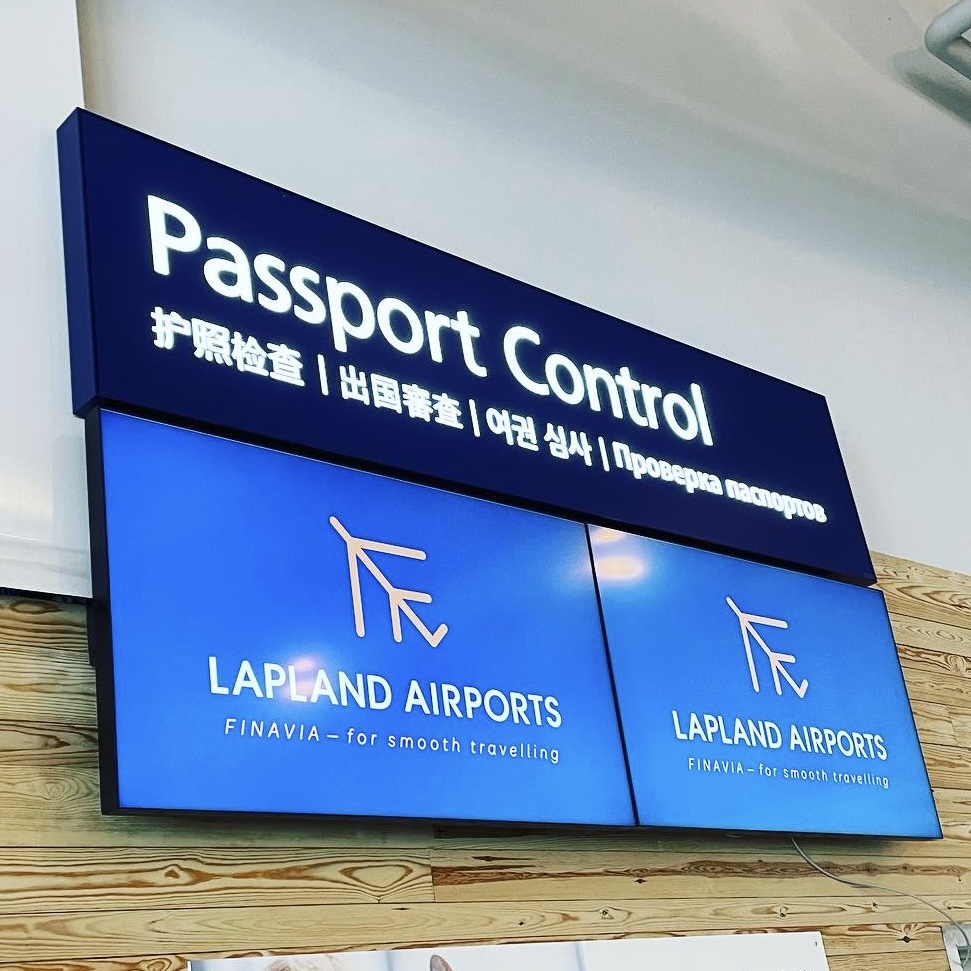 Passport Control
护照检查 | 出国審査 | 여권 심사 | Проверка паспортов
LAPLAND AIRPORTS
FINAVIA – for smooth travelling
LAPLAND AIRPORTS
FINAVIA – for smooth travelling